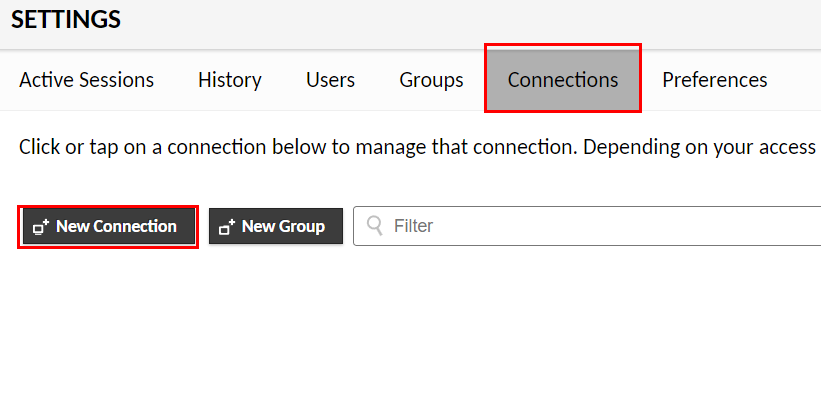 SETTINGS
Active Sessions History Users Groups Connections Preferences
Click or tap on a connection below to manage that connection. Depending on your access
New Connection New Group Filter